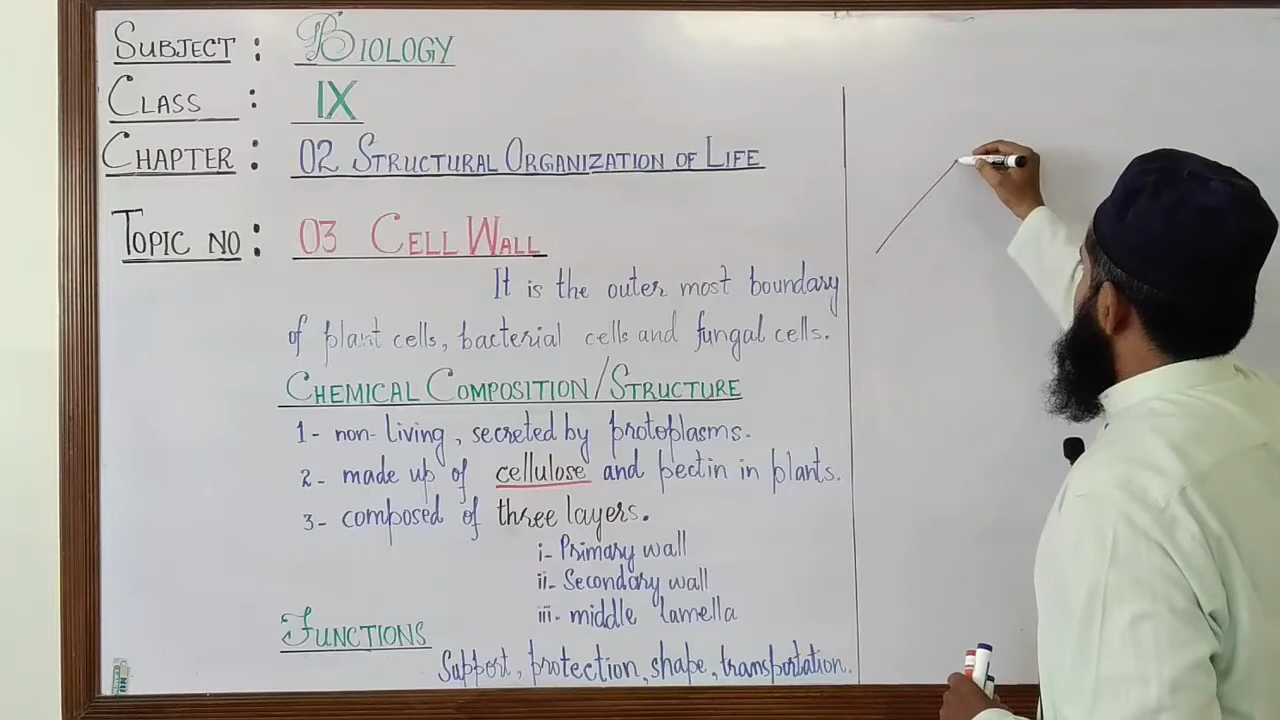 SUBJECT : BIOLOGY
CLASS : IX
CHAPTER : 02 STRUCTURAL ORGANIZATION OF LIFE
TOPIC NO : 03 CELL WALL
It is the outer most boundary
of plant cells, bacterial cells and fungal cells.
CHEMICAL COMPOSITION/STRUCTURE
1- non-living, secreted by protoplasms.
2- made up of cellulose and pectin in plants.
3- composed of three layers.
i- Primary wall
ii- Secondary wall
iii- middle lamella
FUNCTIONS
Support, protection, shape, transportation.